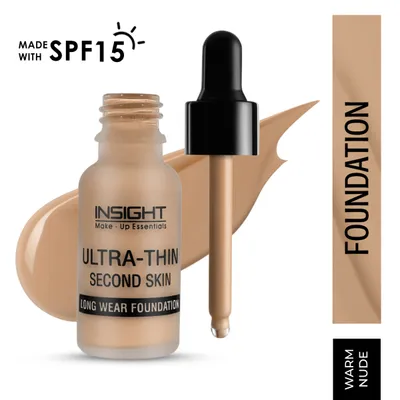 MADE
WITH SPF15
INSIGHT
Make-Up Essentials
ULTRA-THIN
SECOND SKIN
LONG WEAR FOUNDATION
FOUNDATION
WARM
NUDE